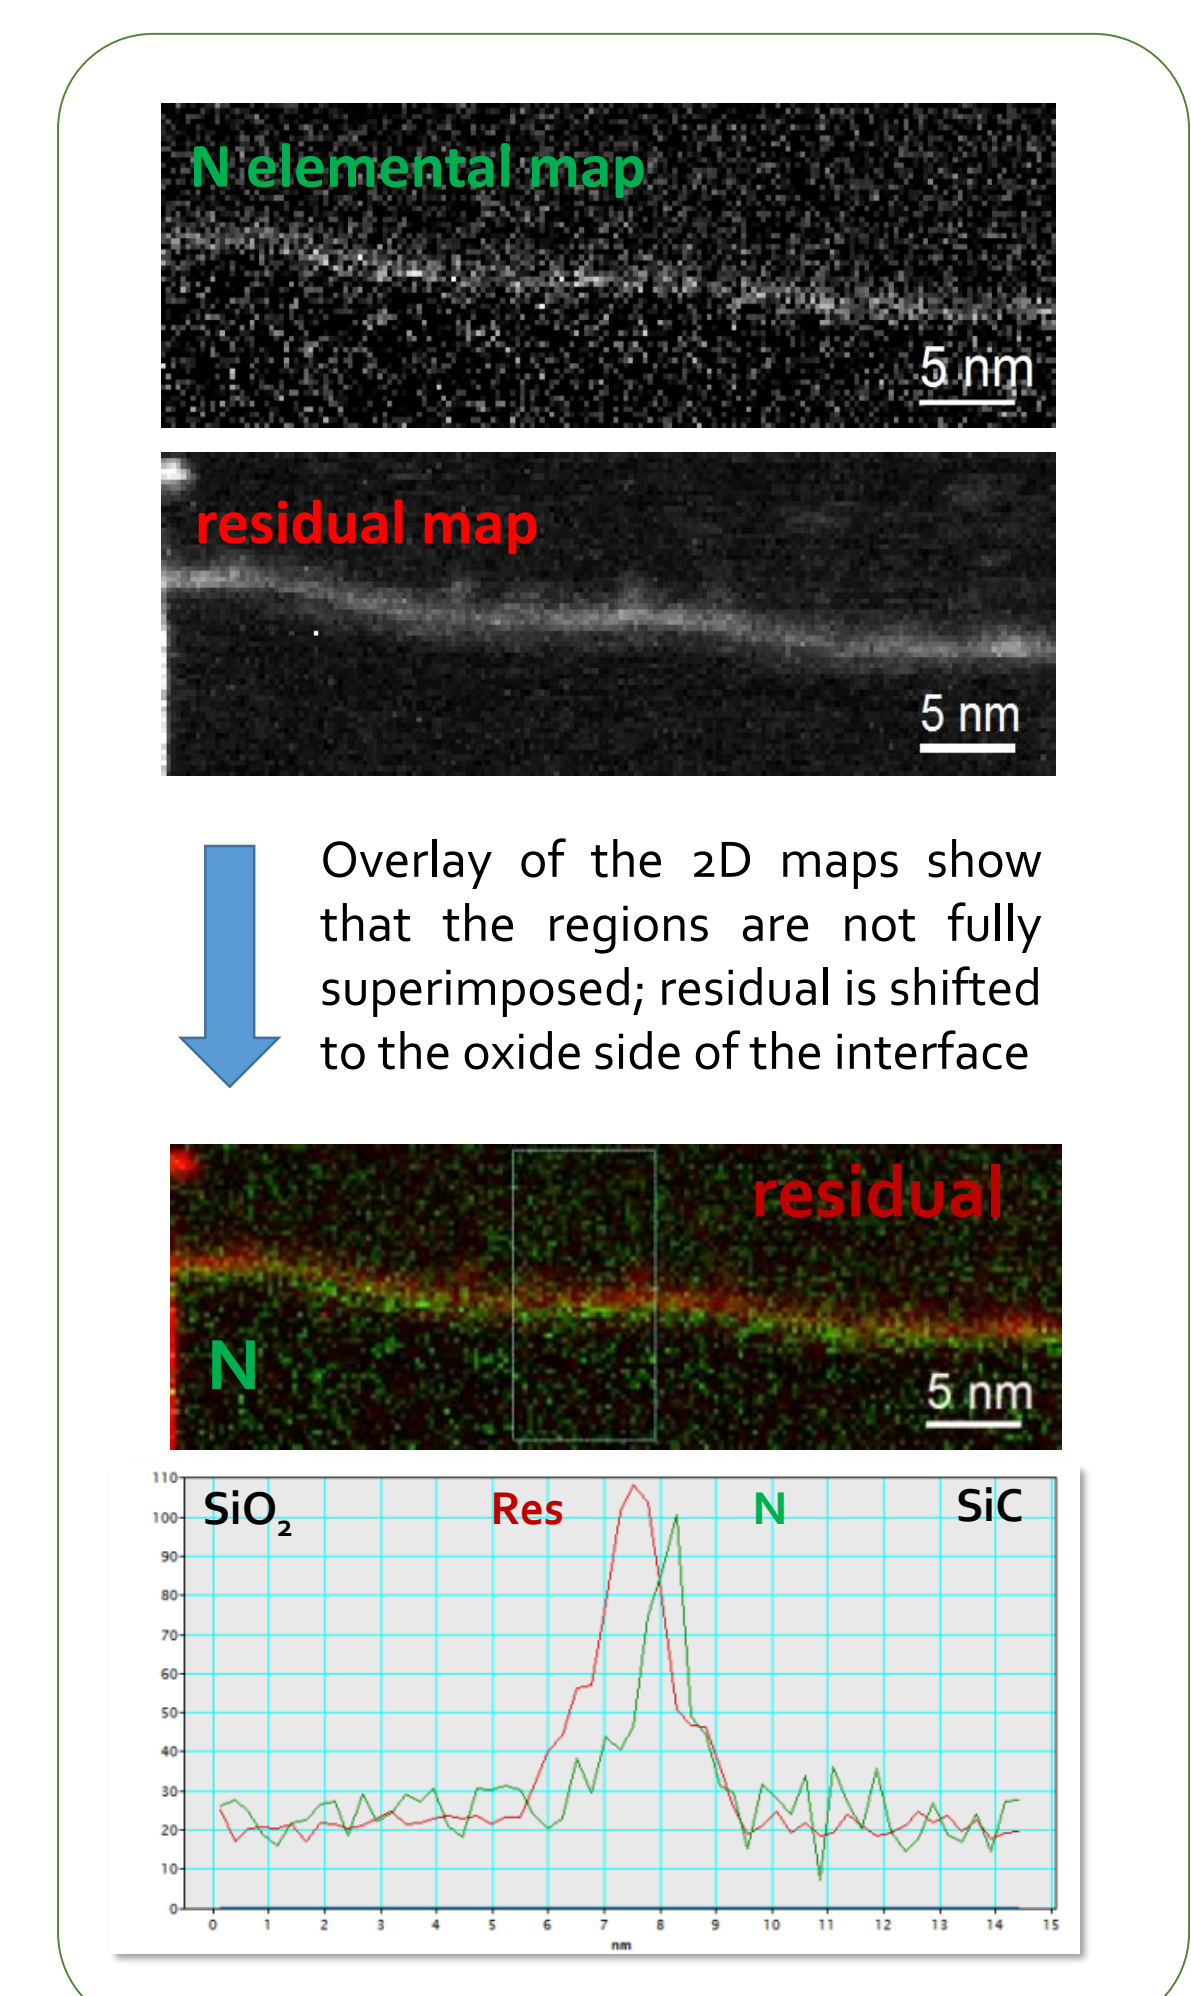 N elemental map
5 nm
residual map
5 nm
Overlay of the 2D maps show
that the regions are not fully
superimposed; residual is shifted
to the oxide side of the interface
residual
N
5 nm
SiO₂ Res N SiC
110
100
90
80
70
60
50
40
30
20
10
0
0 1 2 3 4 5 6 7 8 9 10 11 12 13 14 15
nm